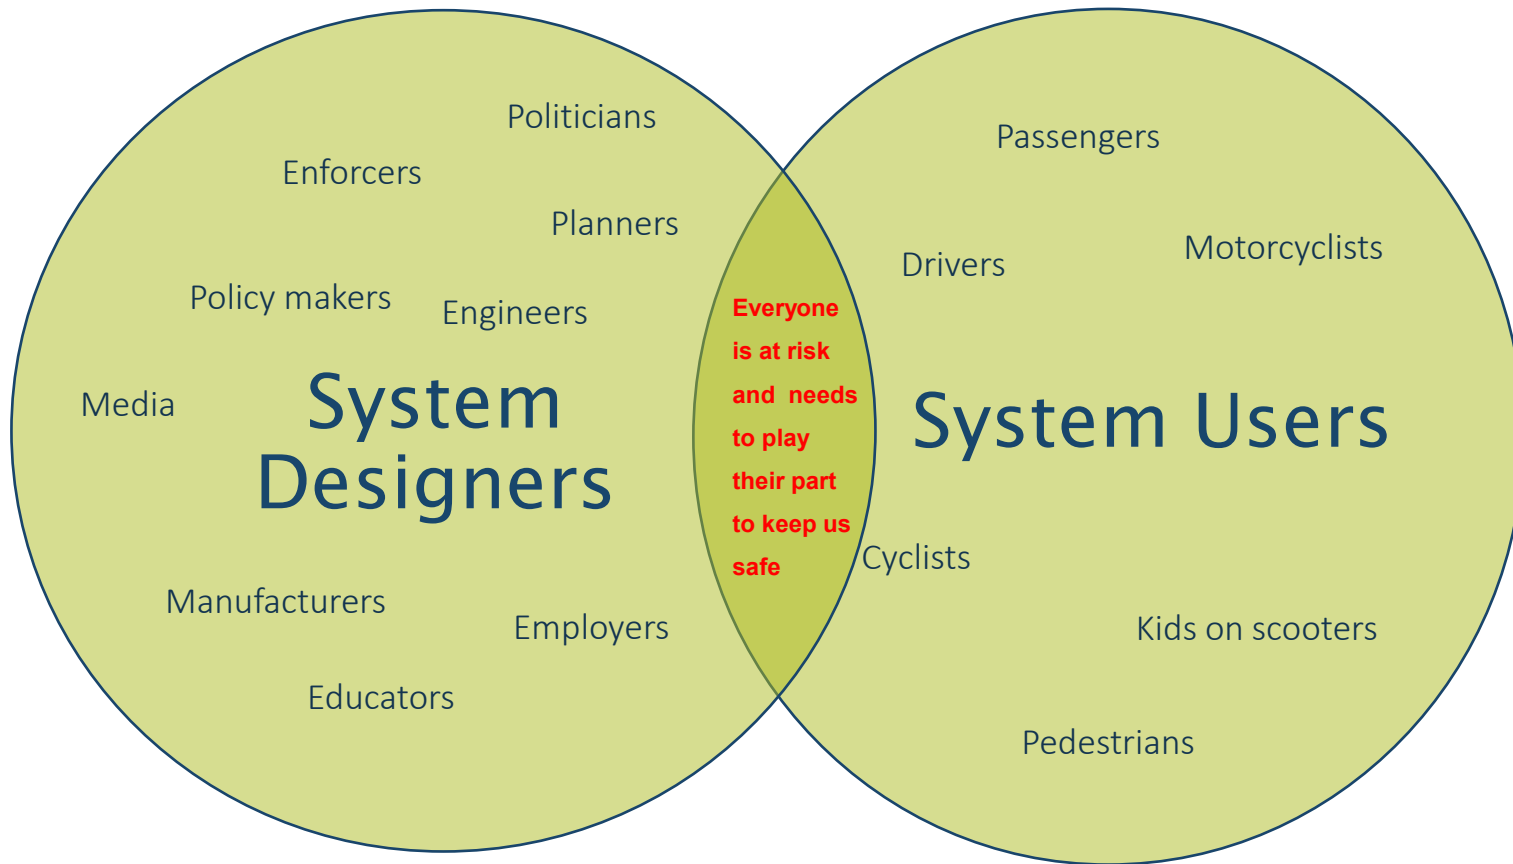 Politicians
Enforcers
Planners
Policy makers
Engineers
Media
System
Designers
Manufacturers
Employers
Educators
Everyone
is at risk
and needs
to play
their part
to keep us
safe
Passengers
Motorcyclists
Drivers
System Users
Cyclists
Kids on scooters
Pedestrians